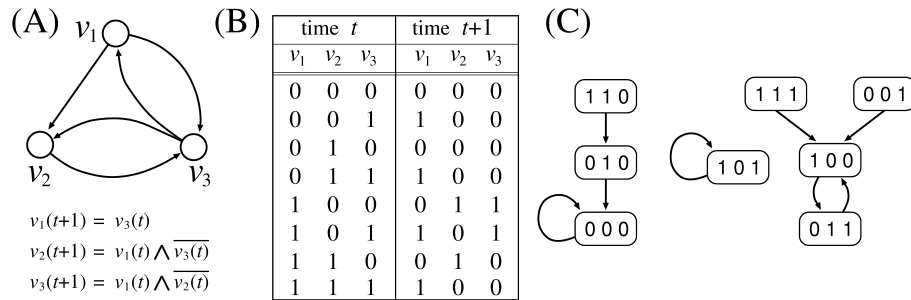 (A)
v1
v2
v3
v1(t+1) = v3(t)
v2(t+1) = v1(t) ∧ v̅3̅(̅t̅)̅
v3(t+1) = v1(t) ∧ v̅2̅(̅t̅)̅
(B)
time t time t+1
v1 v2 v3 v1 v2 v3
0 0 0 0 0 0
0 0 1 1 0 0
0 1 0 0 0 0
0 1 1 1 0 0
1 0 0 0 1 1
1 0 1 1 0 1
1 1 0 0 1 0
1 1 1 1 0 0
(C)
1 1 0
0 1 0
0 0 0
1 0 1
1 1 1
0 0 1
1 0 0
0 1 1